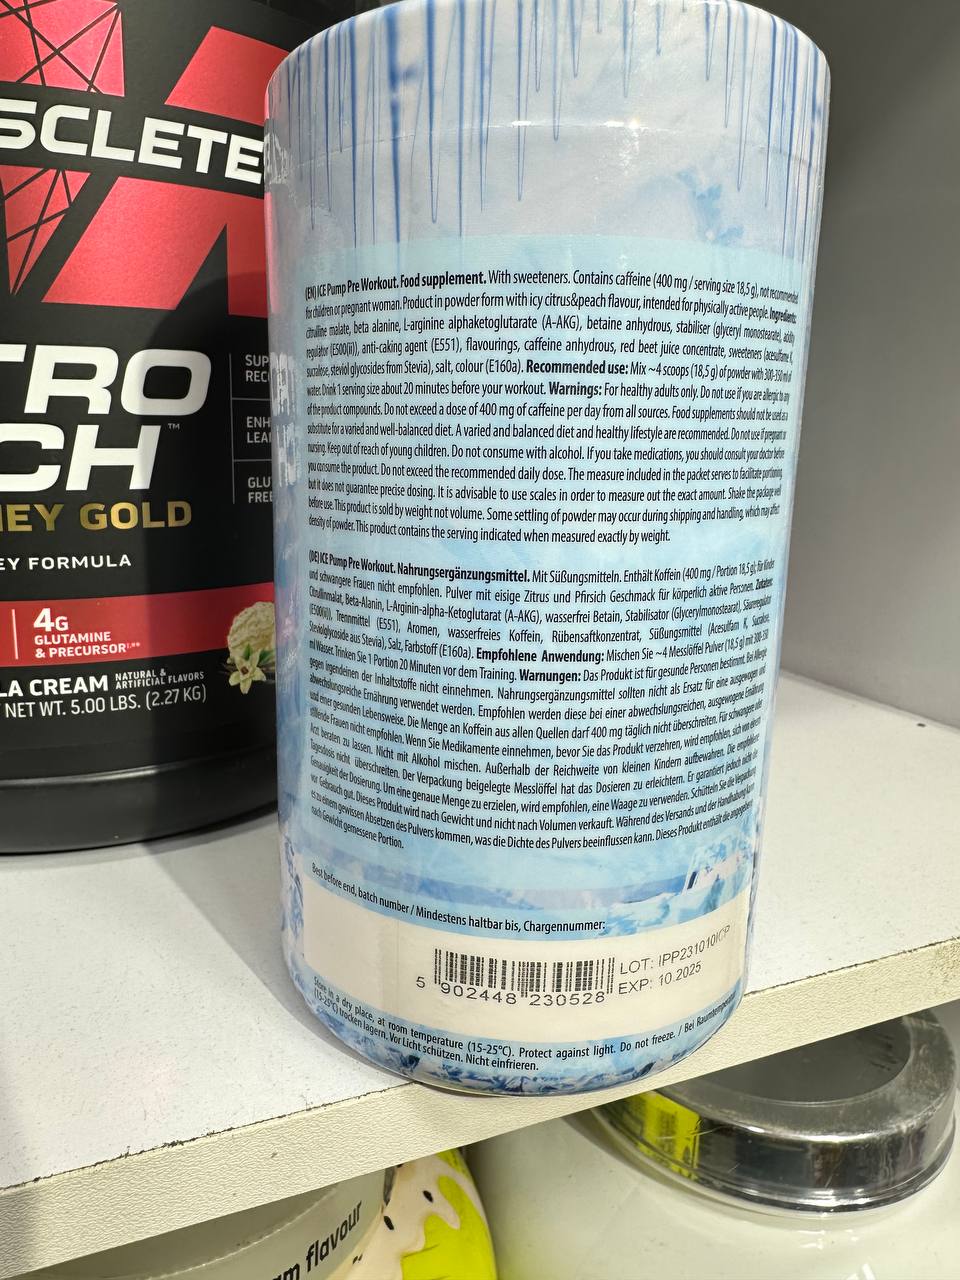 SCLETE
TRO
CH™
EY GOLD
EY FORMULA
SUP
RECO
ENH
LEA
GLU
FREE
4G
GLUTAMINE
& PRECURSOR
LA CREAM NATURAL &
ARTIFICIAL FLAVORS
NET WT. 5.00 LBS. (2.27 KG)
(EN) ICE Pump Pre Workout. Food supplement. With sweeteners. Contains caffeine (400 mg / serving size 18,5 g), not recommended
for children or pregnant woman. Product in powder form with icy citrus&peach flavour, intended for physically active people. Ingredients:
citrulline malate, beta alanine, L-arginine alphaketoglutarate (A-AKG), betaine anhydrous, stabiliser (glyceryl monostearate), acidity
regulator (E500(ii)), anti-caking agent (E551), flavourings, caffeine anhydrous, red beet juice concentrate, sweeteners (acesulfame K,
sucralose, steviol glycosides from Stevia), salt, colour (E160a). Recommended use: Mix ~4 scoops (18,5 g) of powder with 300-350 ml of
water. Drink 1 serving size about 20 minutes before your workout. Warnings: For healthy adults only. Do not use if you are allergic to any
of the product compounds. Do not exceed a dose of 400 mg of caffeine per day from all sources. Food supplements should not be used as a
substitute for a varied and well-balanced diet. A varied and balanced diet and healthy lifestyle are recommended. Do not use if pregnant or
nursing. Keep out of reach of young children. Do not consume with alcohol. If you take medications, you should consult your doctor before
you consume the product. Do not exceed the recommended daily dose. The measure included in the packet serves to facilitate portioning,
but it does not guarantee precise dosing. It is advisable to use scales in order to measure out the exact amount. Shake the package well
before use. This product is sold by weight not volume. Some settling of powder may occur during shipping and handling, which may affect
density of powder. This product contains the serving indicated when measured exactly by weight.
(DE) ICE Pump Pre Workout. Nahrungsergänzungsmittel. Mit Süßungsmitteln. Enthält Koffein (400 mg / Portion 18,5 g); für Kinder
und schwangere Frauen nicht empfohlen. Pulver mit eisige Zitrus und Pfirsich Geschmack für körperlich aktive Personen. Zutaten:
Citrullinmalat, Beta-Alanin, L-Arginin-alpha-Ketoglutarat (A-AKG), wasserfrei Betain, Stabilisator (Glycerylmonostearat), Säureregulator
(E500(ii)), Trennmittel (E551), Aromen, wasserfreies Koffein, Rübensaftkonzentrat, Süßungsmittel (Acesulfam K, Sucralose,
Steviolglycoside aus Stevia), Salz, Farbstoff (E160a). Empfohlene Anwendung: Mischen Sie ~4 Messlöffel Pulver (18,5 g) mit 300-350
ml Wasser. Trinken Sie 1 Portion 20 Minuten vor dem Training. Warnungen: Das Produkt ist für gesunde Personen bestimmt. Bei Allergie
gegen irgendeinen der Inhaltsstoffe nicht einnehmen. Nahrungsergänzungsmittel sollten nicht als Ersatz für eine ausgewogene und
abwechslungsreiche Ernährung verwendet werden. Empfohlen werden diese bei einer abwechslungsreichen, ausgewogene Ernährung
und einer gesunden Lebensweise. Die Menge an Koffein aus allen Quellen darf 400 mg täglich nicht überschreiten. Für schwangere oder
stillende Frauen nicht empfohlen. Wenn Sie Medikamente einnehmen, bevor Sie das Produkt verzehren, wird empfohlen, sich von einem
Arzt beraten zu lassen. Nicht mit Alkohol mischen. Außerhalb der Reichweite von kleinen Kindern aufbewahren. Die empfohlene
Tagesdosis nicht überschreiten. Der Verpackung beigelegte Messlöffel hat das Dosieren zu erleichtern. Er garantiert jedoch nicht die
Genauigkeit der Dosierung. Um eine genaue Menge zu erzielen, wird empfohlen, eine Waage zu verwenden. Schütteln Sie die Verpackung
vor Gebrauch gut. Dieses Produkt wird nach Gewicht und nicht nach Volumen verkauft. Während des Versands und der Handhabung kann
es zu einem gewissen Absetzen des Pulvers kommen, was die Dichte des Pulvers beeinflussen kann. Dieses Produkt enthält die angegebene
nach Gewicht gemessene Portion.
Best before end, batch number / Mindestens haltbar bis, Chargennummer:
LOT: IPP231010ICP
EXP: 10.2025
5 902448 230528
Store in a dry place, at room temperature (15-25°C). Protect against light. Do not freeze. / Bei Raumtemperatur
(15-25°C) trocken lagern. Vor Licht schützen. Nicht einfrieren.
m flavour